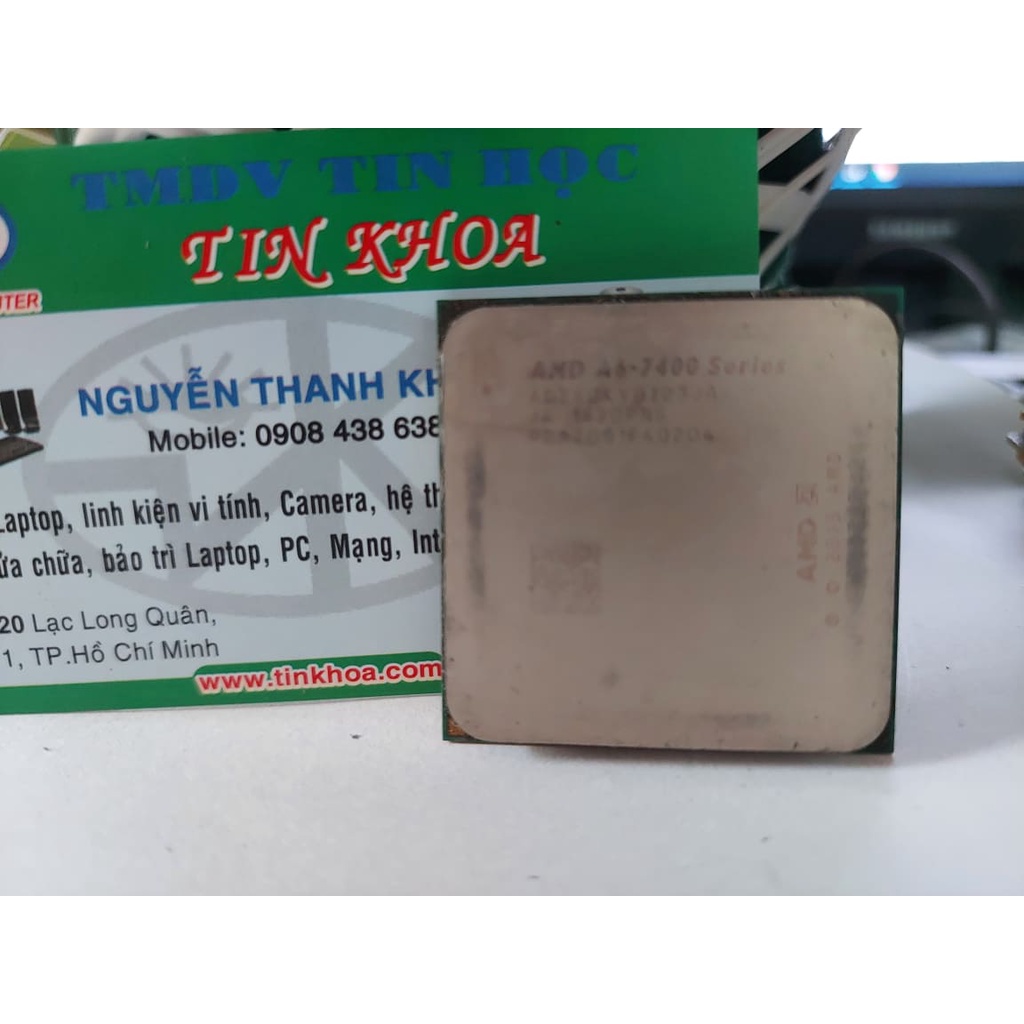 TMDV TIN HỌC
TIN KHOA
UTER
NGUYỄN THANH KH
Mobile: 0908 438 638
Laptop, linh kiện vi tính, Camera, hệ th
ửa chữa, bảo trì Laptop, PC, Mạng, Int
20 Lạc Long Quân,
1, TP.Hồ Chí Minh
www.tinkhoa.com
AMD A6-7400 Series
AMD